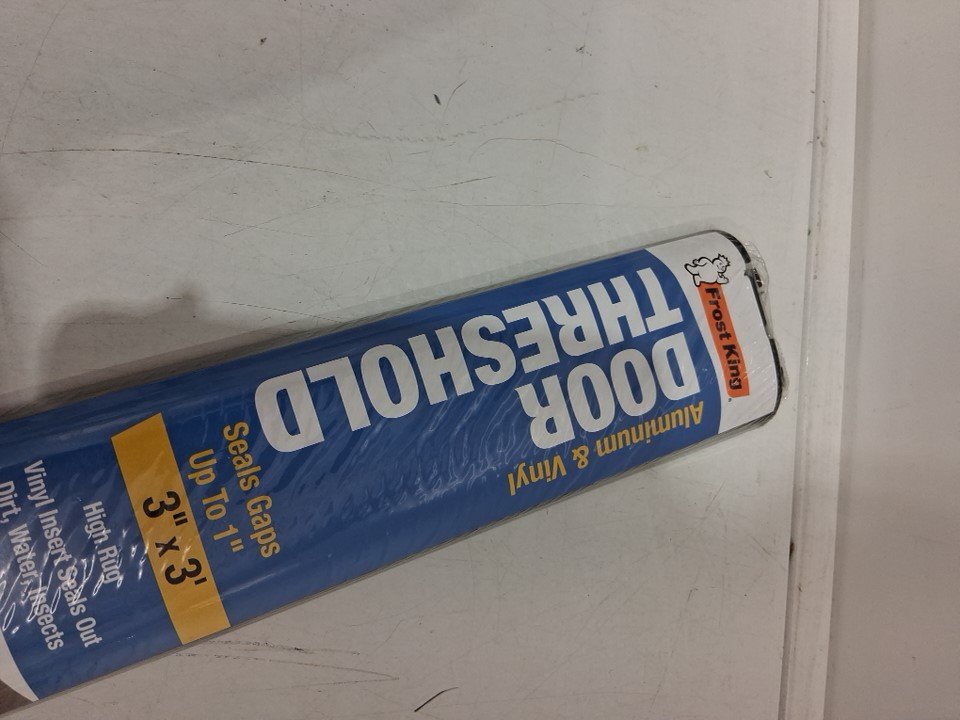 Frost King
Aluminum & Vinyl
DOOR
THRESHOLD
Seals Gaps
Up To 1"
3" x 3'
High Rug
Vinyl Insert Seals Out
Dirt, Water, Insects